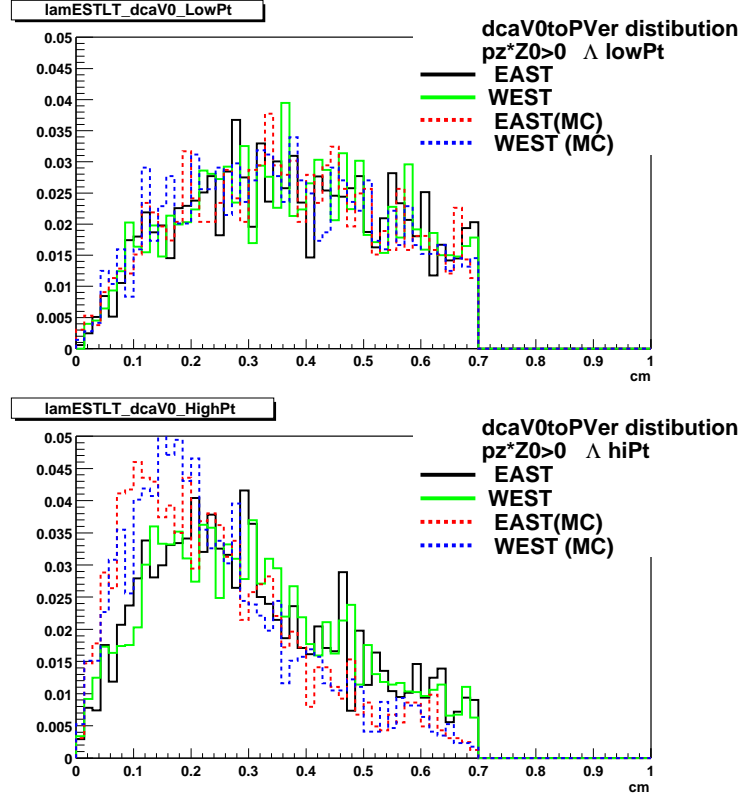 lamESTLT_dcaV0_LowPt
dcaV0toPVer distibution
pz*Z0>0 Λ lowPt
EAST
WEST
EAST(MC)
WEST (MC)
0.05
0.045
0.04
0.035
0.03
0.025
0.02
0.015
0.01
0.005
0
0 0.1 0.2 0.3 0.4 0.5 0.6 0.7 0.8 0.9 1
cm
lamESTLT_dcaV0_HighPt
dcaV0toPVer distibution
pz*Z0>0 Λ hiPt
EAST
WEST
EAST(MC)
WEST (MC)
0.05
0.045
0.04
0.035
0.03
0.025
0.02
0.015
0.01
0.005
0
0 0.1 0.2 0.3 0.4 0.5 0.6 0.7 0.8 0.9 1
cm